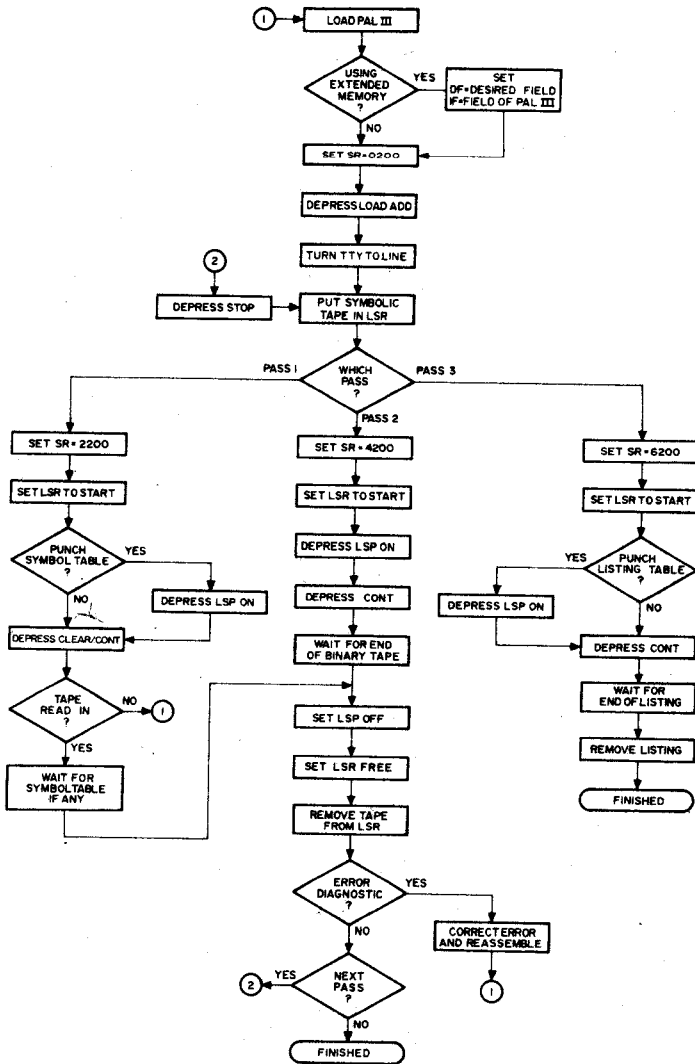 1
LOAD PAL III
USING
EXTENDED
MEMORY
?
YES
SET
DF=DESIRED FIELD
IF=FIELD OF PAL III
NO
SET SR=0200
DEPRESS LOAD ADD
TURN TTY TO LINE
2
DEPRESS STOP
PUT SYMBOLIC
TAPE IN LSR
WHICH
PASS
?
PASS 1
PASS 2
PASS 3
SET SR = 2200
SET LSR TO START
PUNCH
SYMBOL TABLE
?
YES
DEPRESS LSP ON
NO
DEPRESS CLEAR/CONT
TAPE
READ IN
?
NO
1
YES
WAIT FOR
SYMBOL TABLE
IF ANY
SET SR=4200
SET LSR TO START
DEPRESS LSP ON
DEPRESS CONT
WAIT FOR END
OF BINARY TAPE
SET LSP OFF
SET LSR FREE
REMOVE TAPE
FROM LSR
ERROR
DIAGNOSTIC
?
YES
CORRECT ERROR
AND REASSEMBLE
1
NO
NEXT
PASS
?
YES
2
NO
FINISHED
SET SR=6200
SET LSR TO START
PUNCH
LISTING TABLE
?
YES
DEPRESS LSP ON
NO
DEPRESS CONT
WAIT FOR
END OF LISTING
REMOVE LISTING
FINISHED